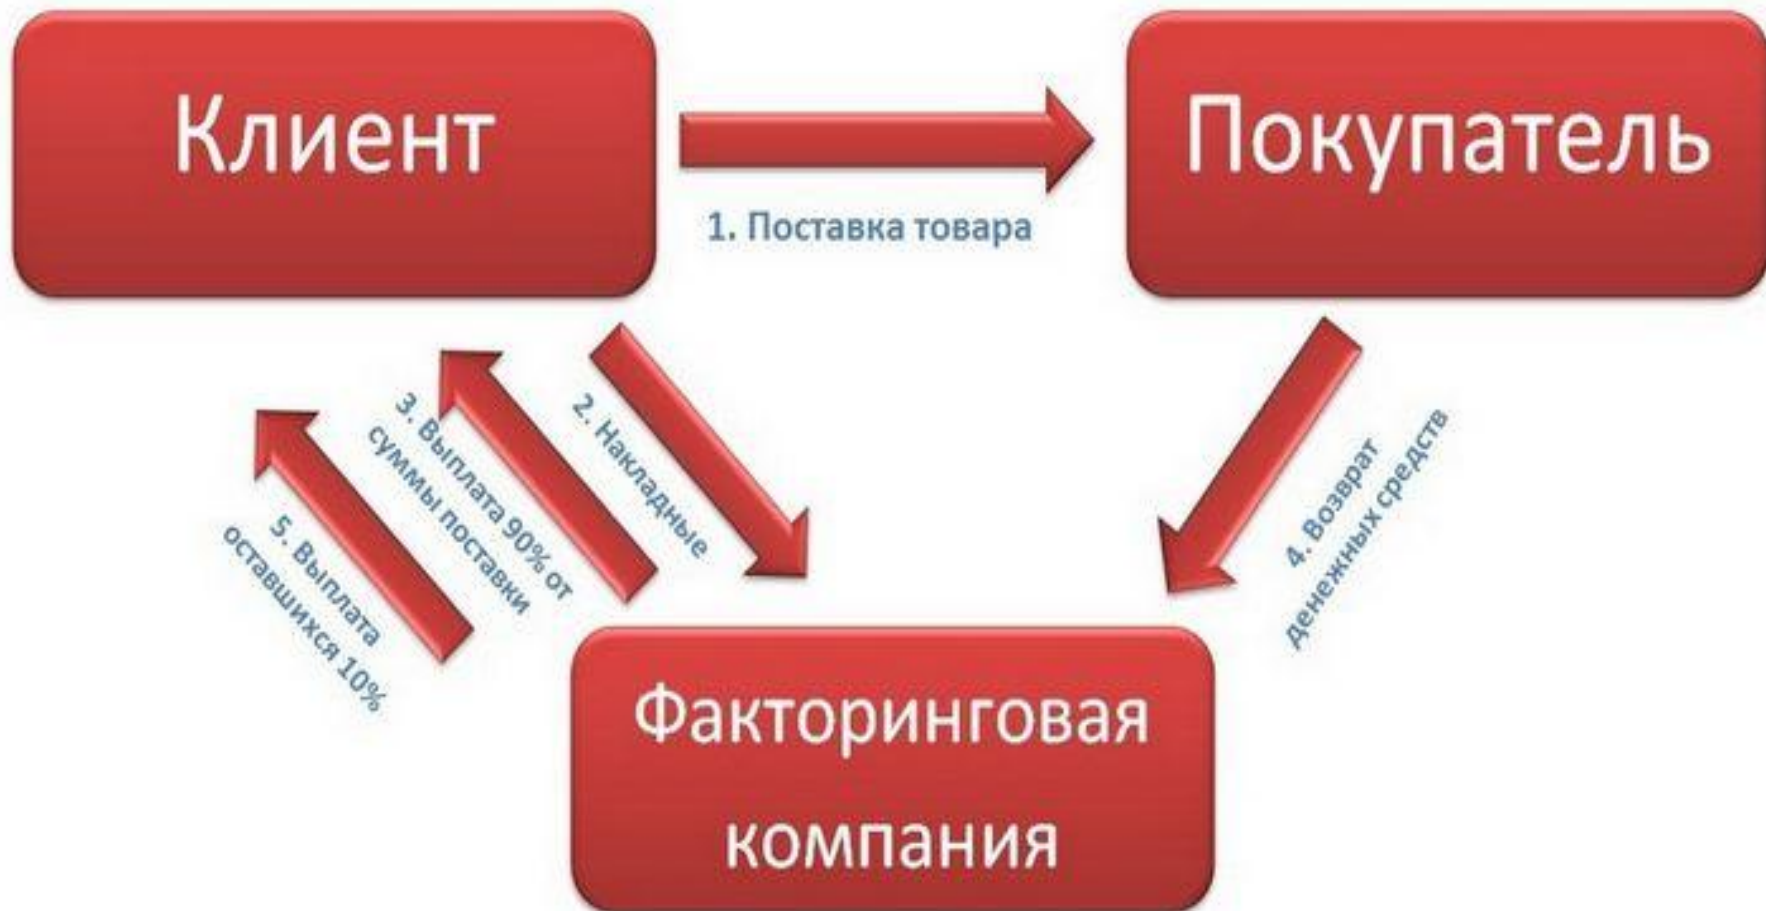 Клиент
Покупатель
1. Поставка товара
2. Накладные
3. Выплата 90% от
суммы поставки
4. Возврат
денежных средств
5. Выплата
оставшихся 10%
Факторинговая
компания